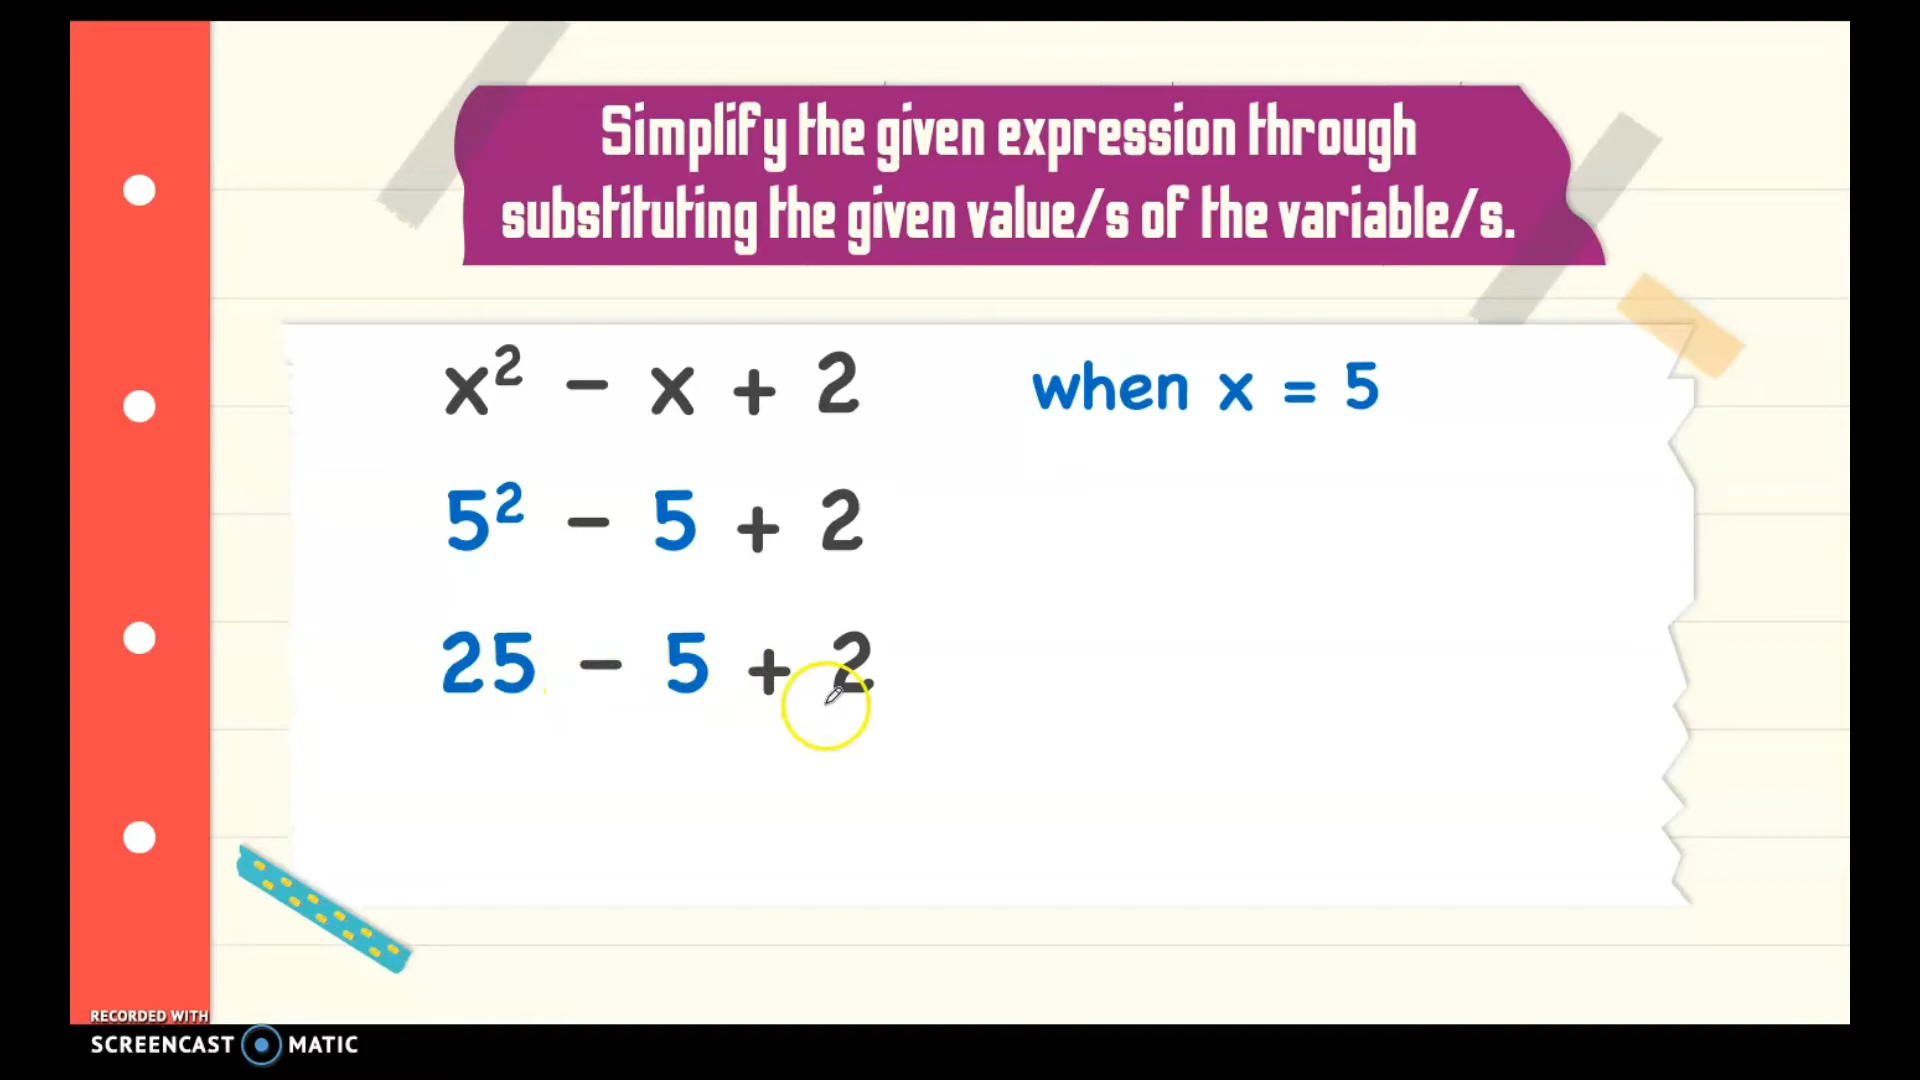 Simplify the given expression through
substituting the given value/s of the variable/s.
x² − x + 2 when x = 5
5² − 5 + 2
25 − 5 + 2
RECORDED WITH
SCREENCAST MATIC